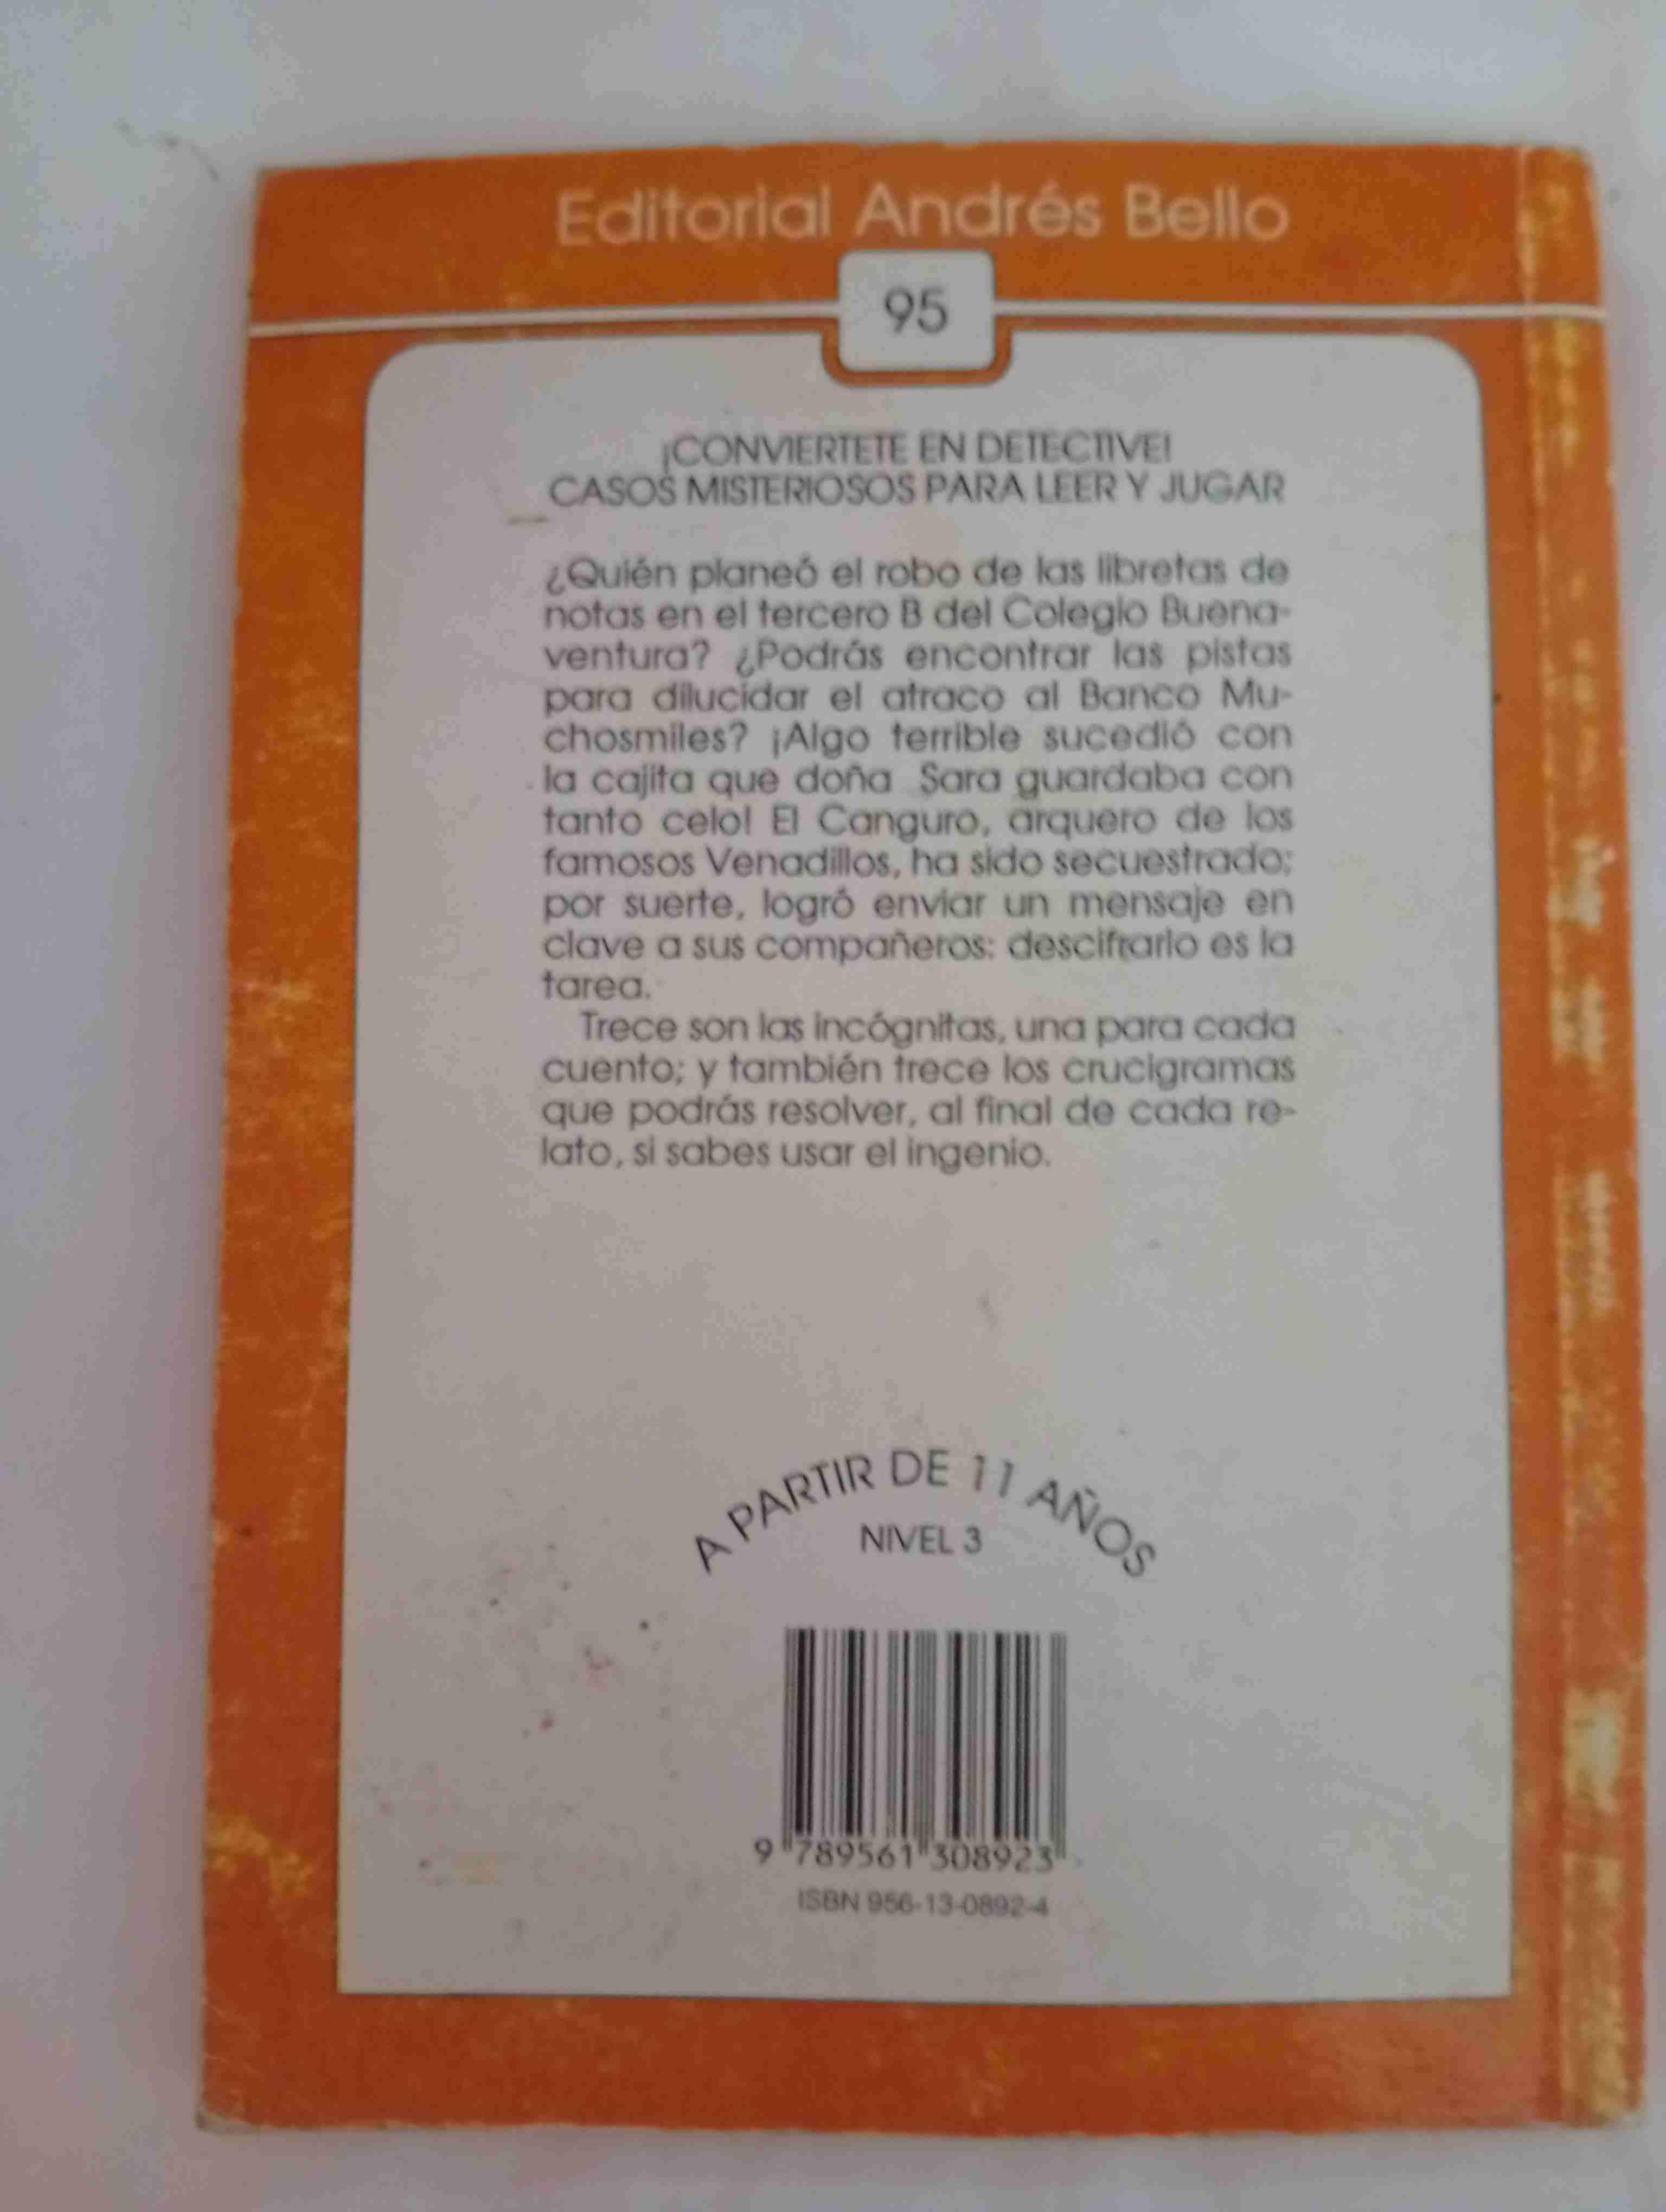 Editorial Andrés Bello
95
¡CONVIERTETE EN DETECTIVE!
CASOS MISTERIOSOS PARA LEER Y JUGAR
¿Quién planeó el robo de las libretas de
notas en el tercero B del Colegio Buena-
ventura? ¿Podrás encontrar las pistas
para dilucidar el atraco al Banco Mu-
chosmiles? ¡Algo terrible sucedió con
la cajita que doña Sara guardaba con
tanto celo! El Canguro, arquero de los
famosos Venadillos, ha sido secuestrado;
por suerte, logró enviar un mensaje en
clave a sus compañeros: descifrarlo es la
tarea.
Trece son las incógnitas, una para cada
cuento; y también trece los crucigramas
que podrás resolver, al final de cada re-
lato, si sabes usar el ingenio.
A PARTIR DE 11 AÑOS
NIVEL 3
9 789561 308923
ISBN 956-13-0892-4